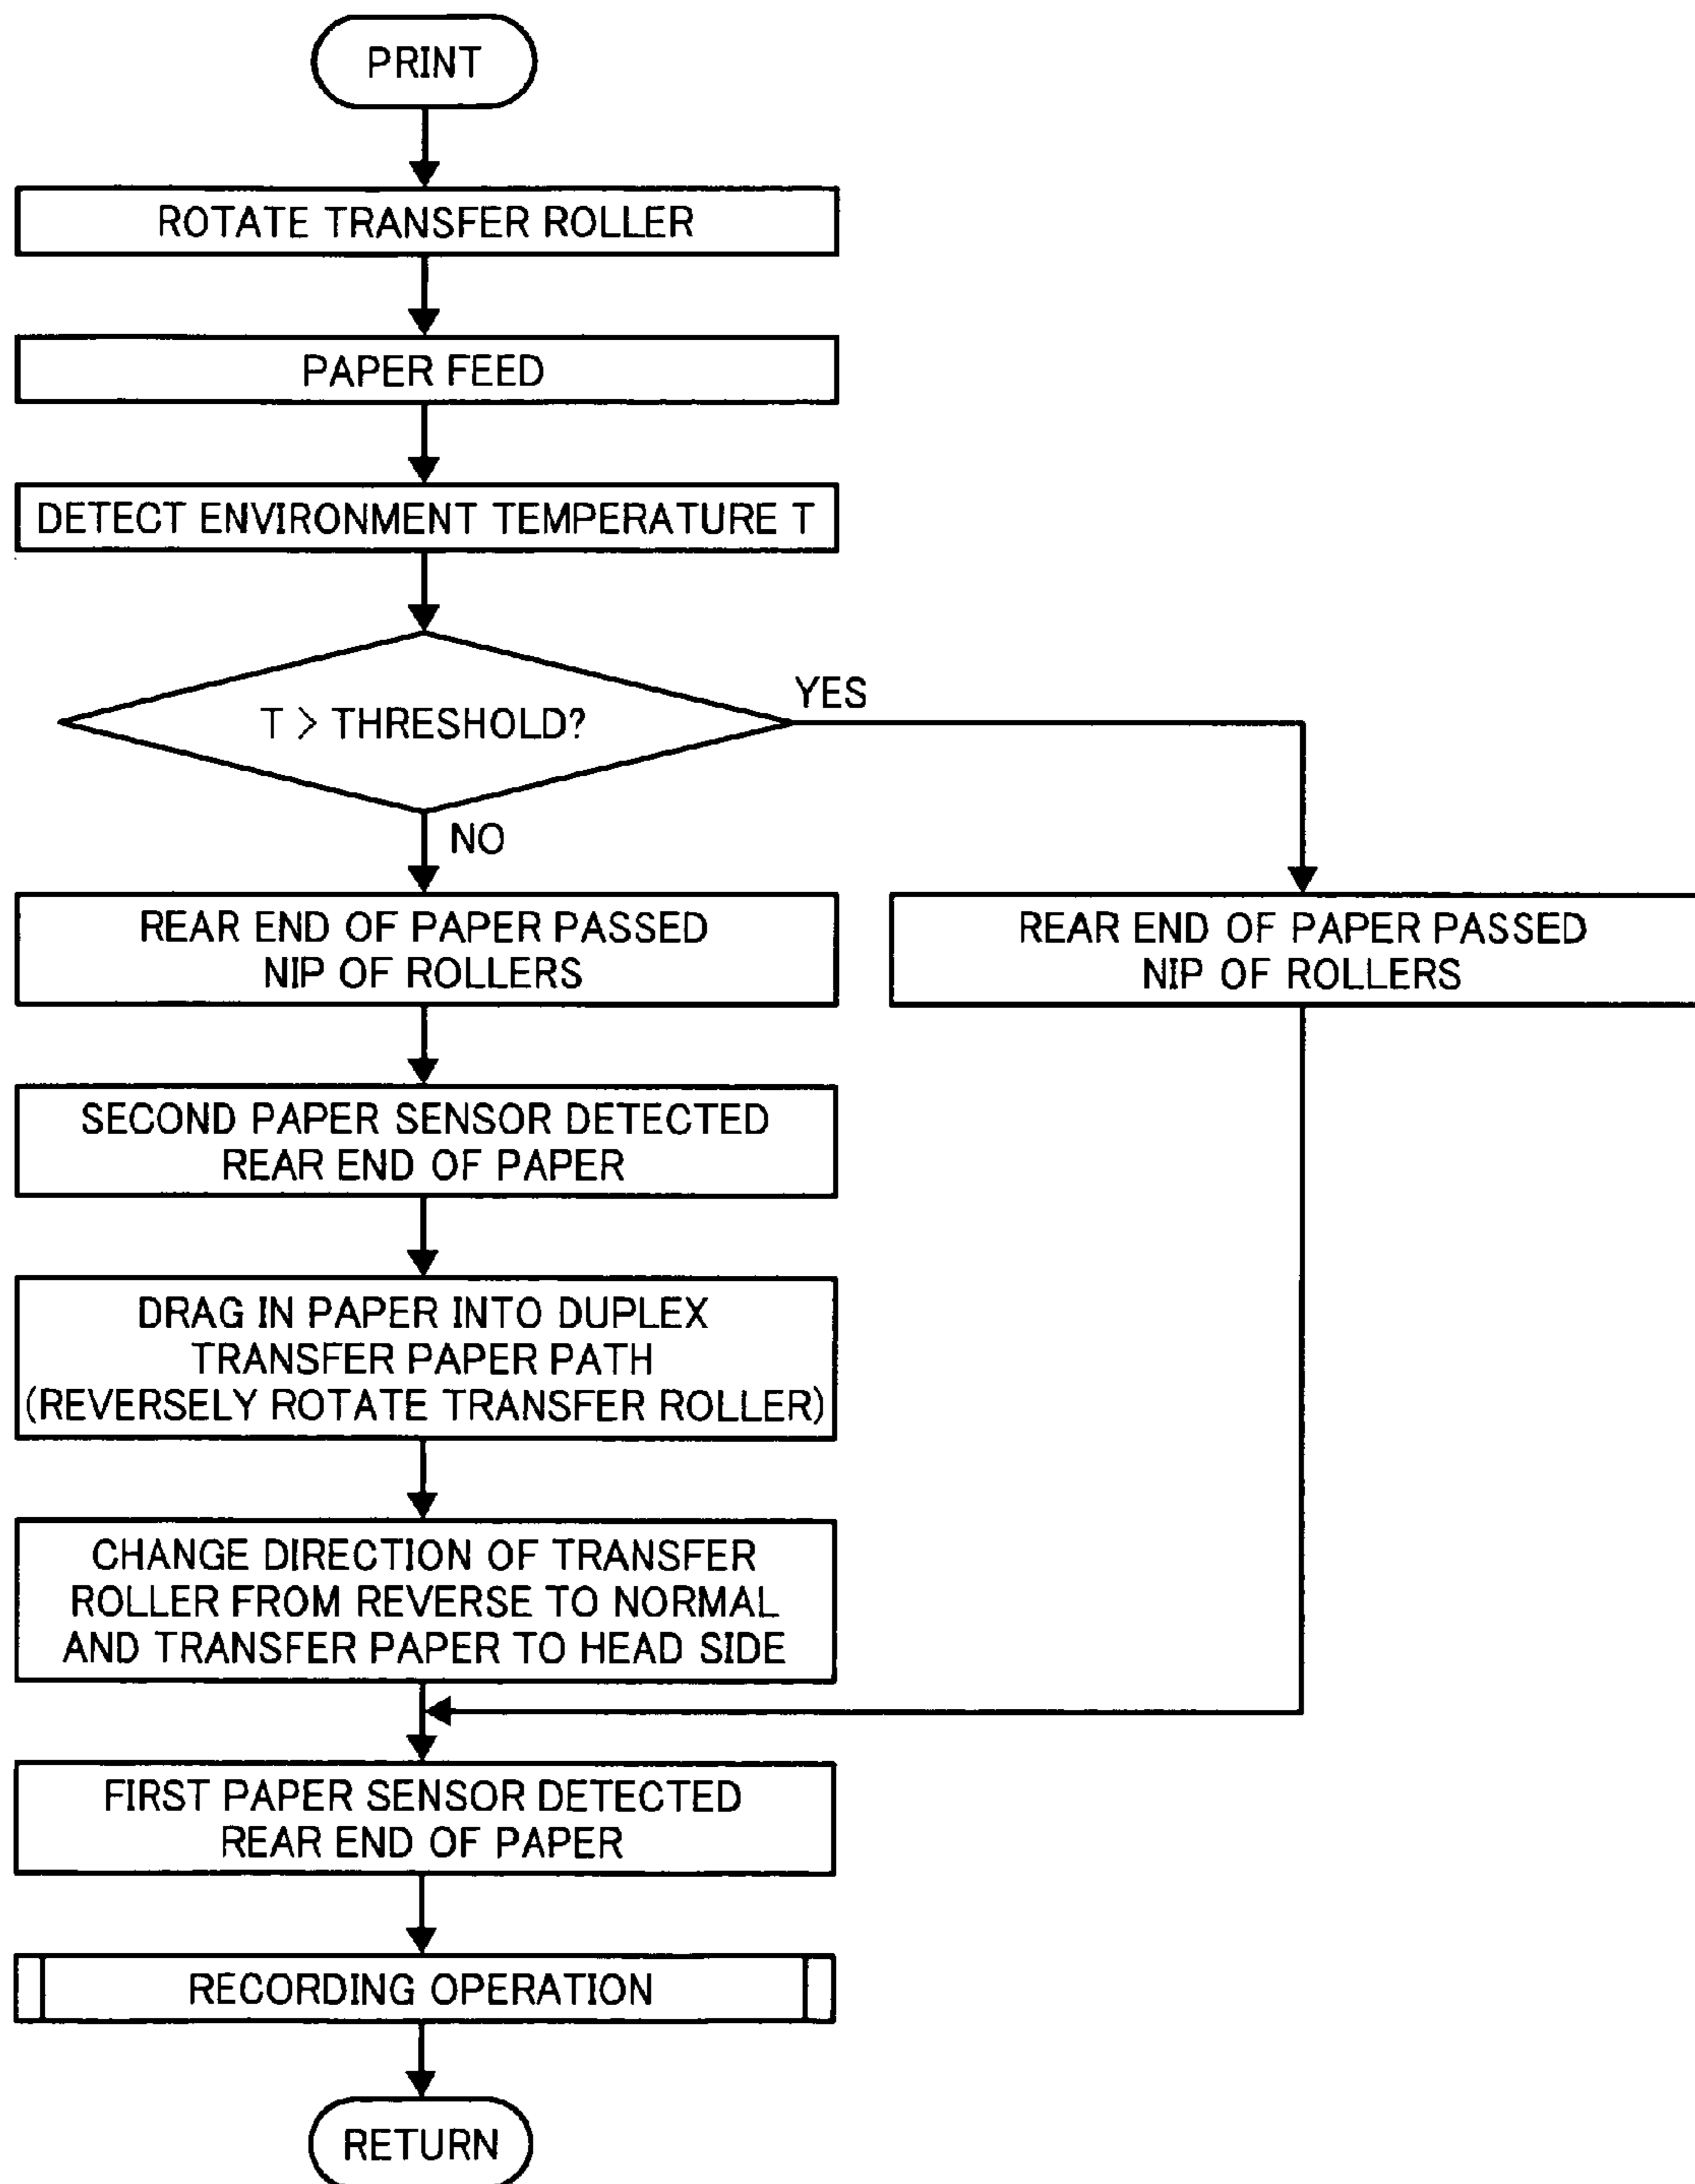 PRINT
ROTATE TRANSFER ROLLER
PAPER FEED
DETECT ENVIRONMENT TEMPERATURE T
T > THRESHOLD?
YES
NO
REAR END OF PAPER PASSED
NIP OF ROLLERS
REAR END OF PAPER PASSED
NIP OF ROLLERS
SECOND PAPER SENSOR DETECTED
REAR END OF PAPER
DRAG IN PAPER INTO DUPLEX
TRANSFER PAPER PATH
(REVERSELY ROTATE TRANSFER ROLLER)
CHANGE DIRECTION OF TRANSFER
ROLLER FROM REVERSE TO NORMAL
AND TRANSFER PAPER TO HEAD SIDE
FIRST PAPER SENSOR DETECTED
REAR END OF PAPER
RECORDING OPERATION
RETURN